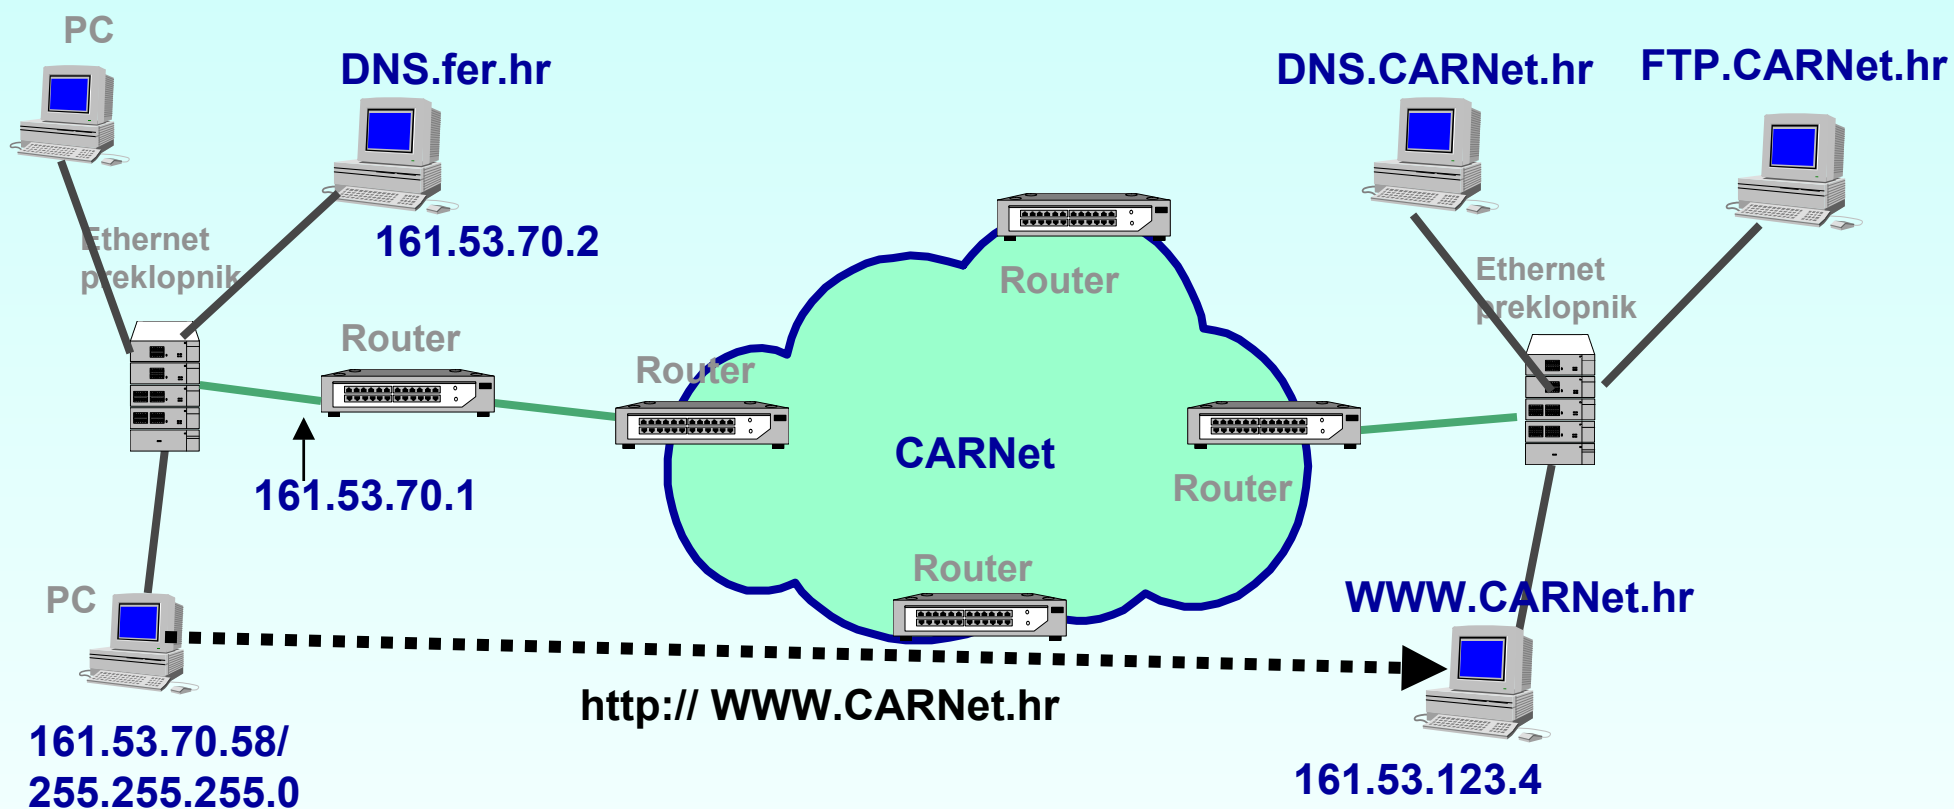 PC
DNS.fer.hr
DNS.CARNet.hr
FTP.CARNet.hr
161.53.70.2
Ethernet
preklopnik
Router
Ethernet
preklopnik
Router
Router
CARNet
Router
161.53.70.1
Router
PC
WWW.CARNet.hr
http:// WWW.CARNet.hr
161.53.70.58/
255.255.255.0
161.53.123.4